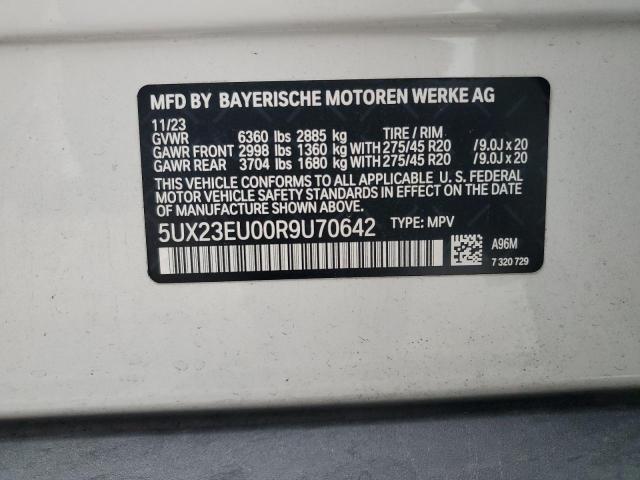 MFD BY BAYERISCHE MOTOREN WERKE AG
11/23
GVWR 6360 lbs 2885 kg TIRE / RIM
GAWR FRONT 2998 lbs 1360 kg WITH 275/45 R20 /9.0J x 20
GAWR REAR 3704 lbs 1680 kg WITH 275/45 R20 /9.0J x 20
THIS VEHICLE CONFORMS TO ALL APPLICABLE U. S. FEDERAL
MOTOR VEHICLE SAFETY STANDARDS IN EFFECT ON THE DATE
OF MANUFACTURE SHOWN ABOVE.
5UX23EU00R9U70642 TYPE: MPV
A96M
7 320 729